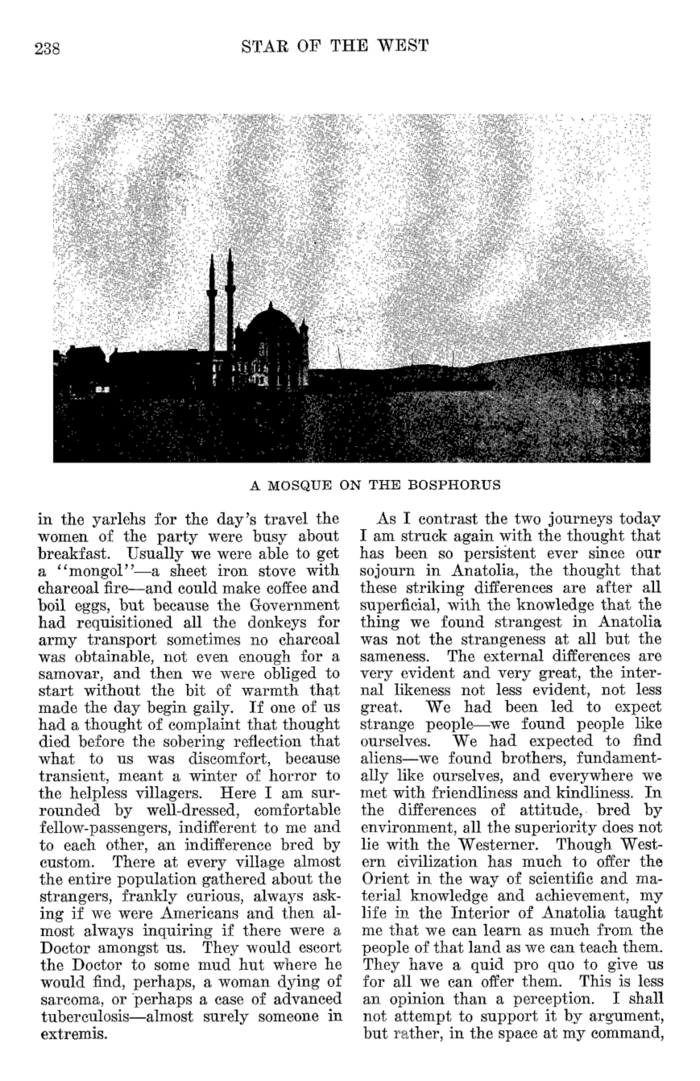 238
STAR OF THE WEST
A MOSQUE ON THE BOSPHORUS
in the yarlehs for the day's travel the
women of the party were busy about
breakfast. Usually we were able to get
a "mongol"—a sheet iron stove with
charcoal fire—and could make coffee and
boil eggs, but because the Government
had requisitioned all the donkeys for
army transport sometimes no charcoal
was obtainable, not even enough for a
samovar, and then we were obliged to
start without the bit of warmth that
made the day begin gaily. If one of us
had a thought of complaint that thought
died before the sobering reflection that
what to us was discomfort, because
transient, meant a winter of horror to
the helpless villagers. Here I am sur-
rounded by well-dressed, comfortable
fellow-passengers, indifferent to me and
to each other, an indifference bred by
custom. There at every village almost
the entire population gathered about the
strangers, frankly curious, always ask-
ing if we were Americans and then al-
most always inquiring if there were a
Doctor amongst us. They would escort
the Doctor to some mud hut where he
would find, perhaps, a woman dying of
sarcoma, or perhaps a case of advanced
tuberculosis—almost surely someone in
extremis.
As I contrast the two journeys today
I am struck again with the thought that
has been so persistent ever since our
sojourn in Anatolia, the thought that
these striking differences are after all
superficial, with the knowledge that the
thing we found strangest in Anatolia
was not the strangeness at all but the
sameness. The external differences are
very evident and very great, the inter-
nal likeness not less evident, not less
great. We had been led to expect
strange people—we found people like
ourselves. We had expected to find
aliens—we found brothers, fundament-
ally like ourselves, and everywhere we
met with friendliness and kindliness. In
the differences of attitude, bred by
environment, all the superiority does not
lie with the Westerner. Though West-
ern civilization has much to offer the
Orient in the way of scientific and ma-
terial knowledge and achievement, my
life in the Interior of Anatolia taught
me that we can learn as much from the
people of that land as we can teach them.
They have a quid pro quo to give us
for all we can offer them. This is less
an opinion than a perception. I shall
not attempt to support it by argument,
but rather, in the space at my command,